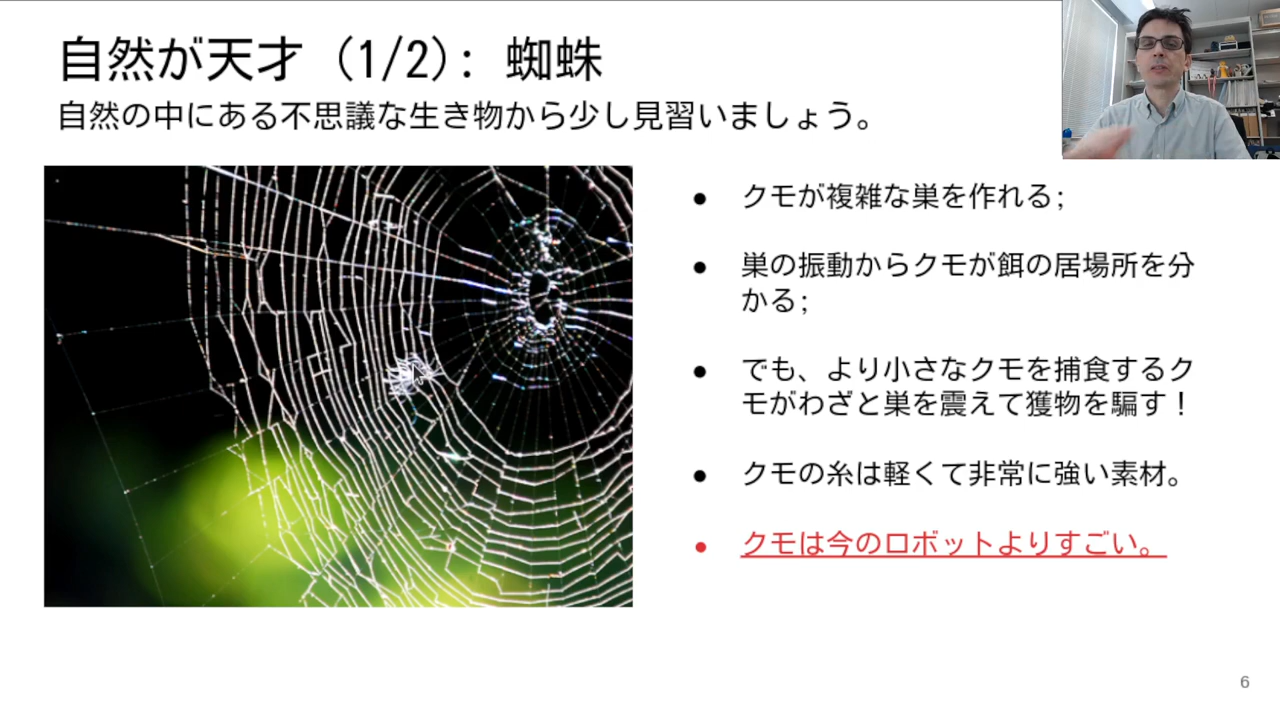 自然が天才 (1/2): 蜘蛛
自然の中にある不思議な生き物から少し見習いましょう。
● クモが複雑な巣を作れる;
● 巣の振動からクモが餌の居場所を分
かる;
● でも、より小さなクモを捕食するク
モがわざと巣を震えて獲物を騙す！
● クモの糸は軽くて非常に強い素材。
● クモは今のロボットよりすごい。
6